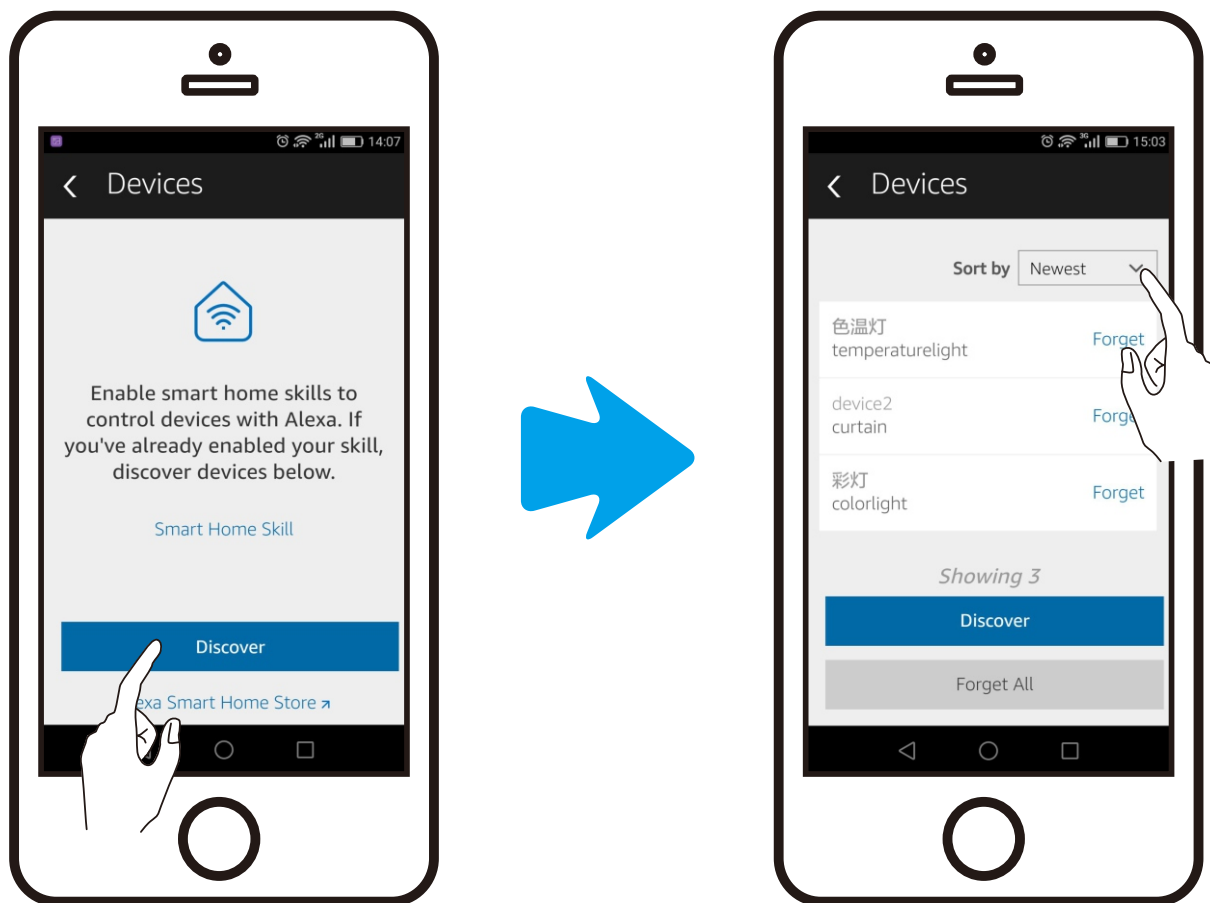 2G 14:07
Devices
Enable smart home skills to
control devices with Alexa. If
you've already enabled your skill,
discover devices below.
Smart Home Skill
Discover
exa Smart Home Store
3G 15:03
Devices
Sort by Newest
色温灯
temperaturelight
Forget
device2
curtain
Forge
彩灯
colorlight
Forget
Showing 3
Discover
Forget All